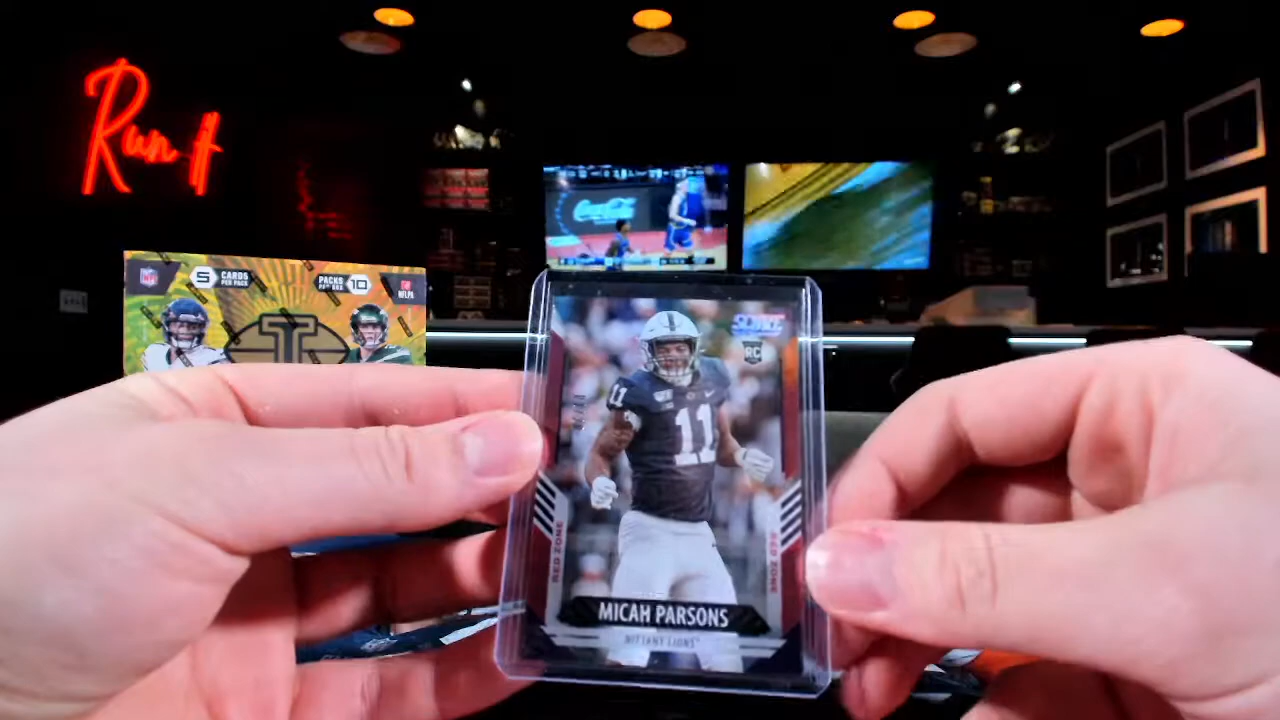 Run It
Coca-Cola
NFL
5
CARDS
PER PACK
PACKS
PER BOX
10
NFLPA
SCORE
RC
11
11
RED ZONE
RED ZONE
MICAH PARSONS
NITTANY LIONS